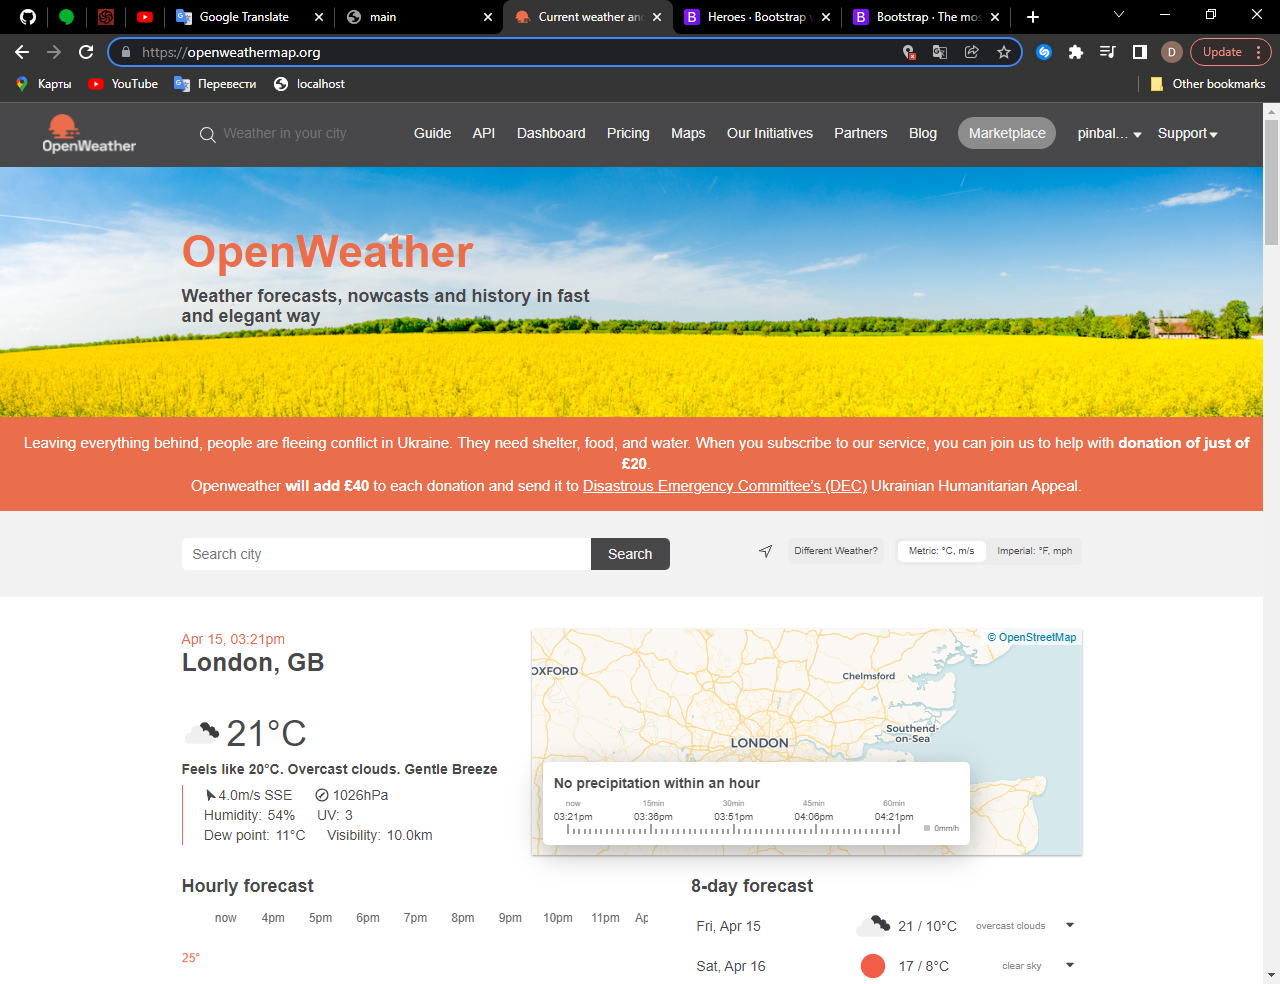 Google Translate
main
Current weather and
Heroes · Bootstrap v
Bootstrap · The mos
https://openweathermap.org
D
Update
Карты
YouTube
Перевести
localhost
Other bookmarks
OpenWeather
Weather in your city
Guide
API
Dashboard
Pricing
Maps
Our Initiatives
Partners
Blog
Marketplace
pinbal...
Support
OpenWeather
Weather forecasts, nowcasts and history in fast
and elegant way
Leaving everything behind, people are fleeing conflict in Ukraine. They need shelter, food, and water. When you subscribe to our service, you can join us to help with donation of just of
£20.
Openweather will add £40 to each donation and send it to Disastrous Emergency Committee's (DEC) Ukrainian Humanitarian Appeal.
Search city
Search
Different Weather?
Metric: °C, m/s
Imperial: °F, mph
Apr 15, 03:21pm
London, GB
21°C
Feels like 20°C. Overcast clouds. Gentle Breeze
4.0m/s SSE
1026hPa
Humidity: 54%
UV: 3
Dew point: 11°C
Visibility: 10.0km
© OpenStreetMap
OXFORD
Chelmsford
Southend-
on-Sea
LONDON
No precipitation within an hour
now
15min
30min
45min
60min
03:21pm
03:36pm
03:51pm
04:06pm
04:21pm
0mm/h
Hourly forecast
now
4pm
5pm
6pm
7pm
8pm
9pm
10pm
11pm
Ap
25°
8-day forecast
Fri, Apr 15
21 / 10°C
overcast clouds
Sat, Apr 16
17 / 8°C
clear sky